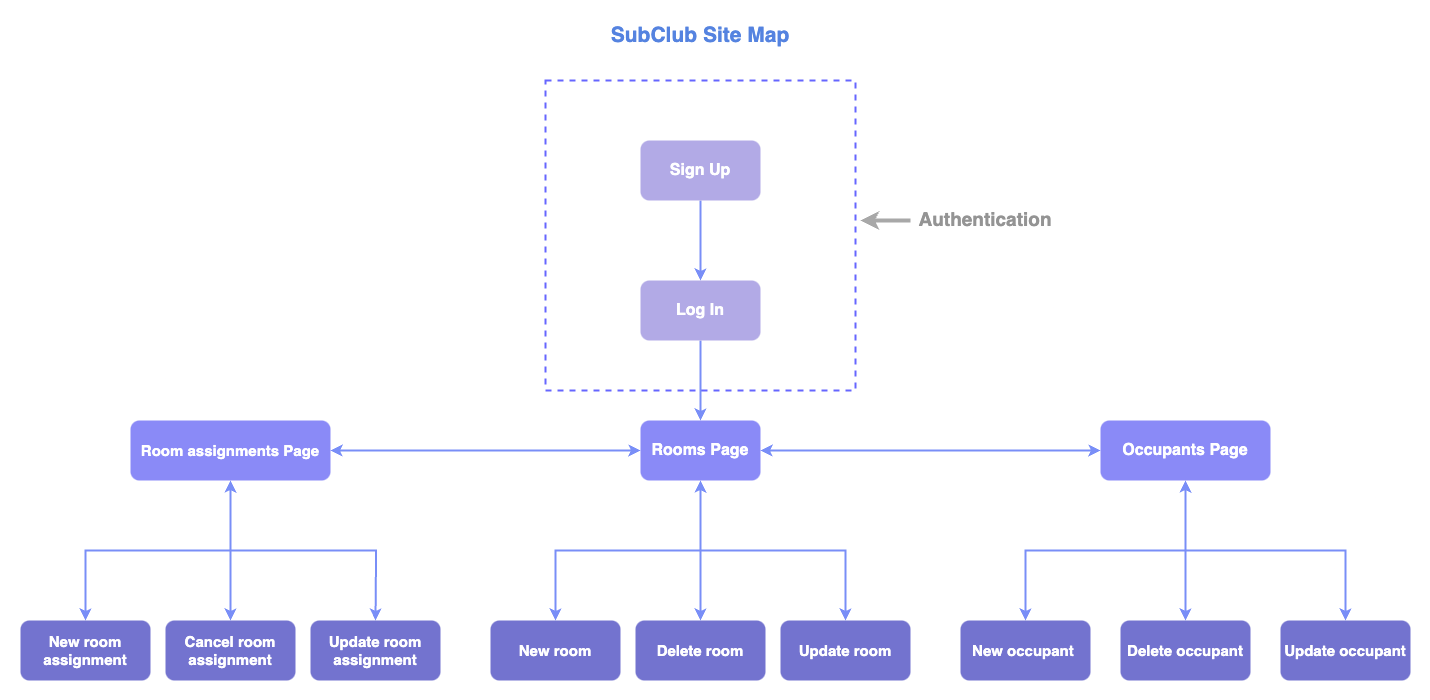 SubClub Site Map
Sign Up
Authentication
Log In
Room assignments Page
Rooms Page
Occupants Page
New room
assignment
Cancel room
assignment
Update room
assignment
New room
Delete room
Update room
New occupant
Delete occupant
Update occupant